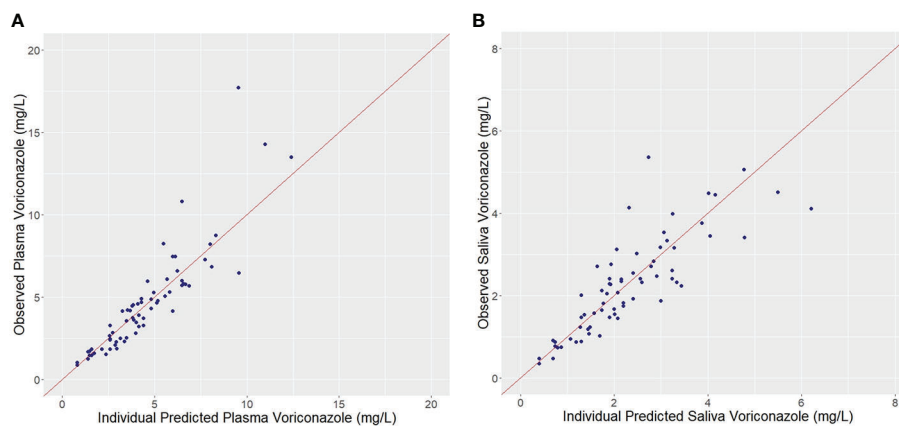 A
20
15
10
5
0
Observed Plasma Voriconazole (mg/L)
0 5 10 15 20
Individual Predicted Plasma Voriconazole (mg/L)
B
8
6
4
2
0
Observed Saliva Voriconazole (mg/L)
0 2 4 6 8
Individual Predicted Saliva Voriconazole (mg/L)